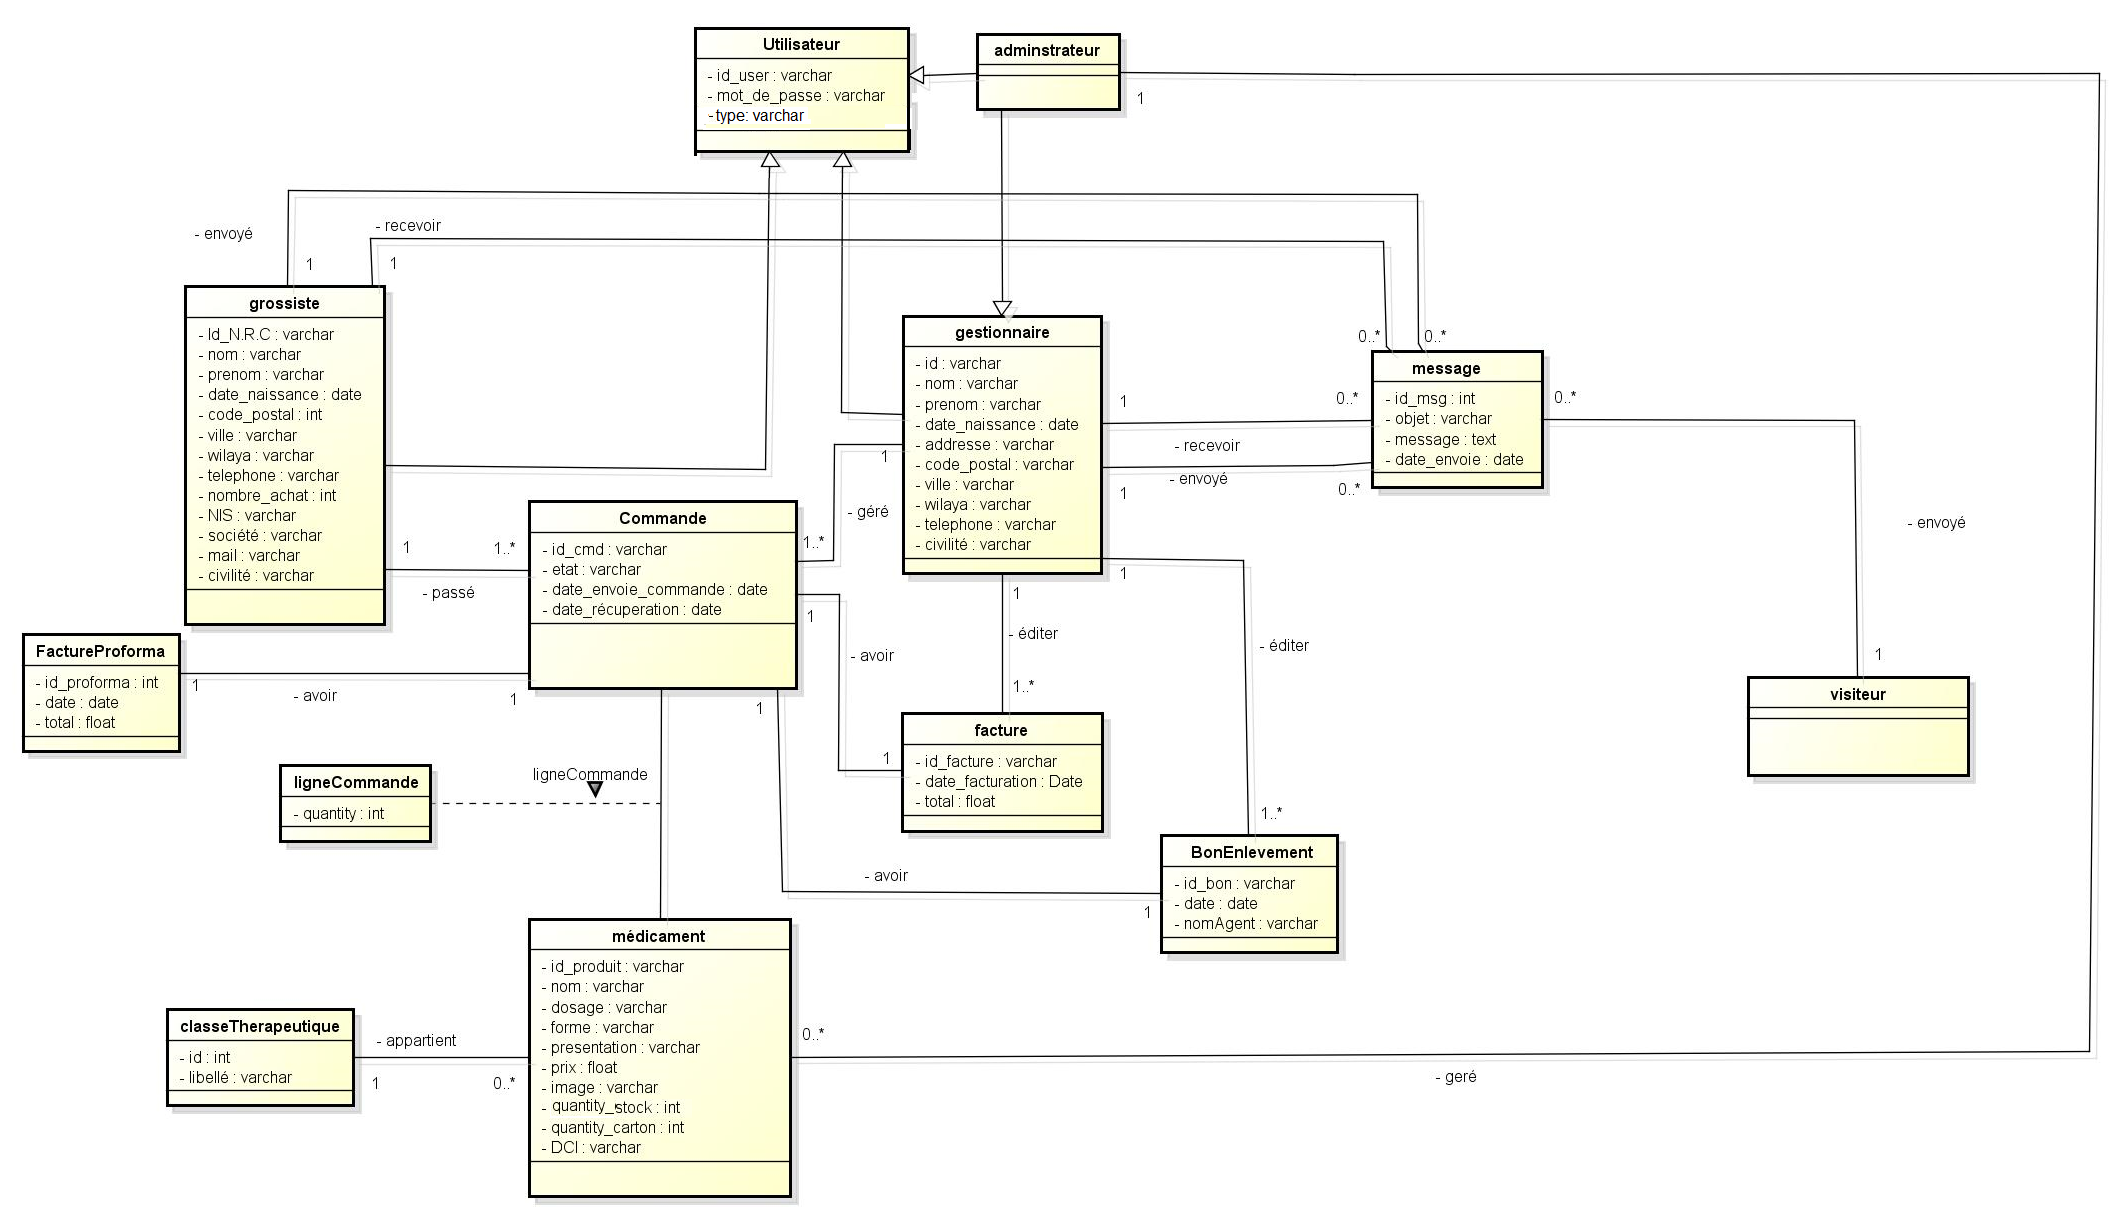 Utilisateur
- id_user : varchar
- mot_de_passe : varchar
-type: varchar
adminstrateur
1
- envoyé
- recevoir
1
1
grossiste
- Id_N.R.C : varchar
- nom : varchar
- prenom : varchar
- date_naissance : date
- code_postal : int
- ville : varchar
- wilaya : varchar
- telephone : varchar
- nombre_achat : int
- NIS : varchar
- société : varchar
- mail : varchar
- civilité : varchar
gestionnaire
- id : varchar
- nom : varchar
- prenom : varchar
- date_naissance : date
- addresse : varchar
- code_postal : varchar
- ville : varchar
- wilaya : varchar
- telephone : varchar
- civilité : varchar
0..*
0..*
message
- id_msg : int
- objet : varchar
- message : text
- date_envoie : date
0..*
1
0..*
- recevoir
- envoyé
1
0..*
- envoyé
1
visiteur
1
- géré
1..*
Commande
- id_cmd : varchar
- etat : varchar
- date_envoie_commande : date
- date_récuperation : date
1
1..*
- passé
1
- avoir
1
1
- éditer
1..*
1
- éditer
1..*
FactureProforma
- id_proforma : int
- date : date
- total : float
1
- avoir
1
1
facture
- id_facture : varchar
- date_facturation : Date
- total : float
ligneCommande
- quantity : int
ligneCommande
BonEnlevement
- id_bon : varchar
- date : date
- nomAgent : varchar
- avoir
1
médicament
- id_produit : varchar
- nom : varchar
- dosage : varchar
- forme : varchar
- presentation : varchar
- prix : float
- image : varchar
- quantity_stock : int
- quantity_carton : int
- DCI : varchar
classeTherapeutique
- id : int
- libellé : varchar
- appartient
1
0..*
0..*
- geré